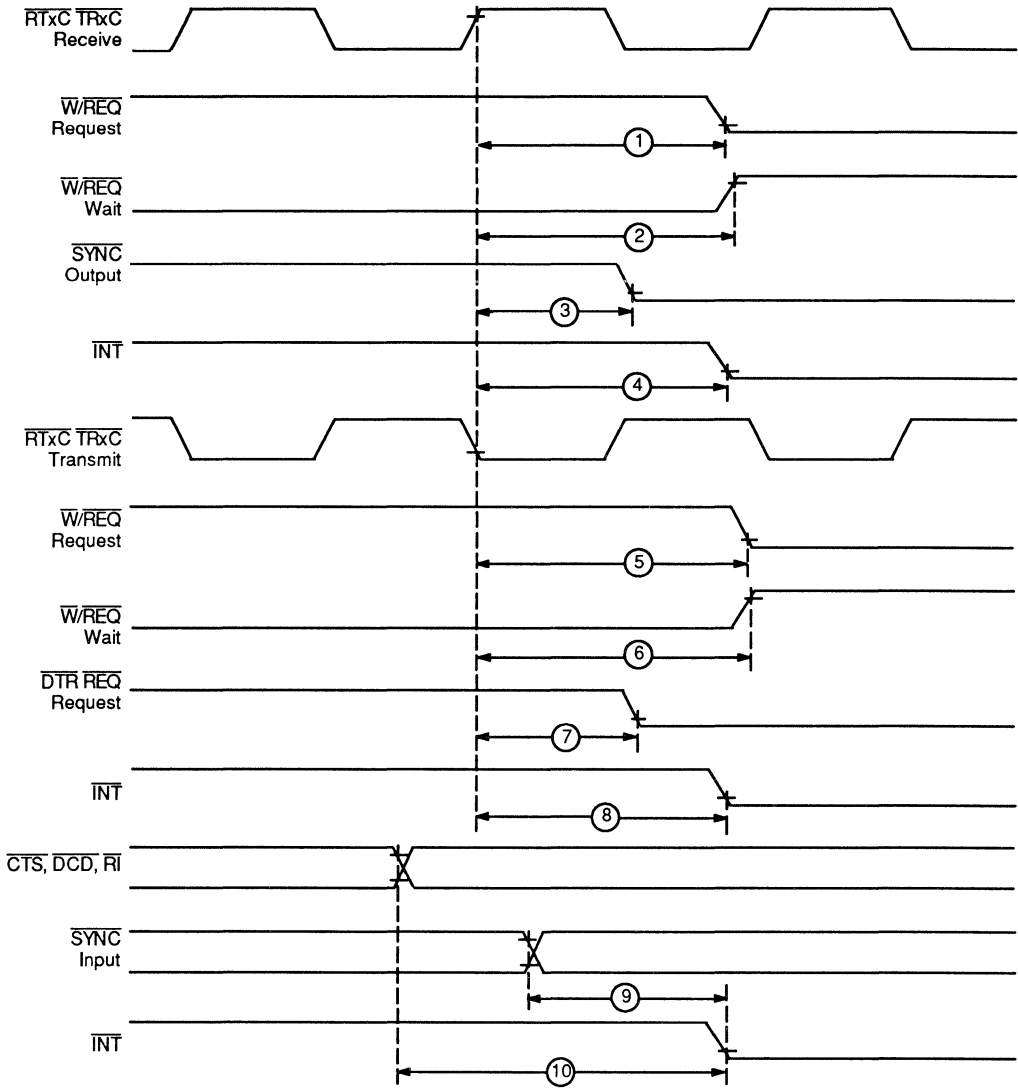 RTxC TRxC
Receive
W/REQ
Request
1
W/REQ
Wait
2
SYNC
Output
3
INT
4
RTxC TRxC
Transmit
W/REQ
Request
5
W/REQ
Wait
6
DTR REQ
Request
7
INT
8
CTS, DCD, RI
SYNC
Input
9
INT
10